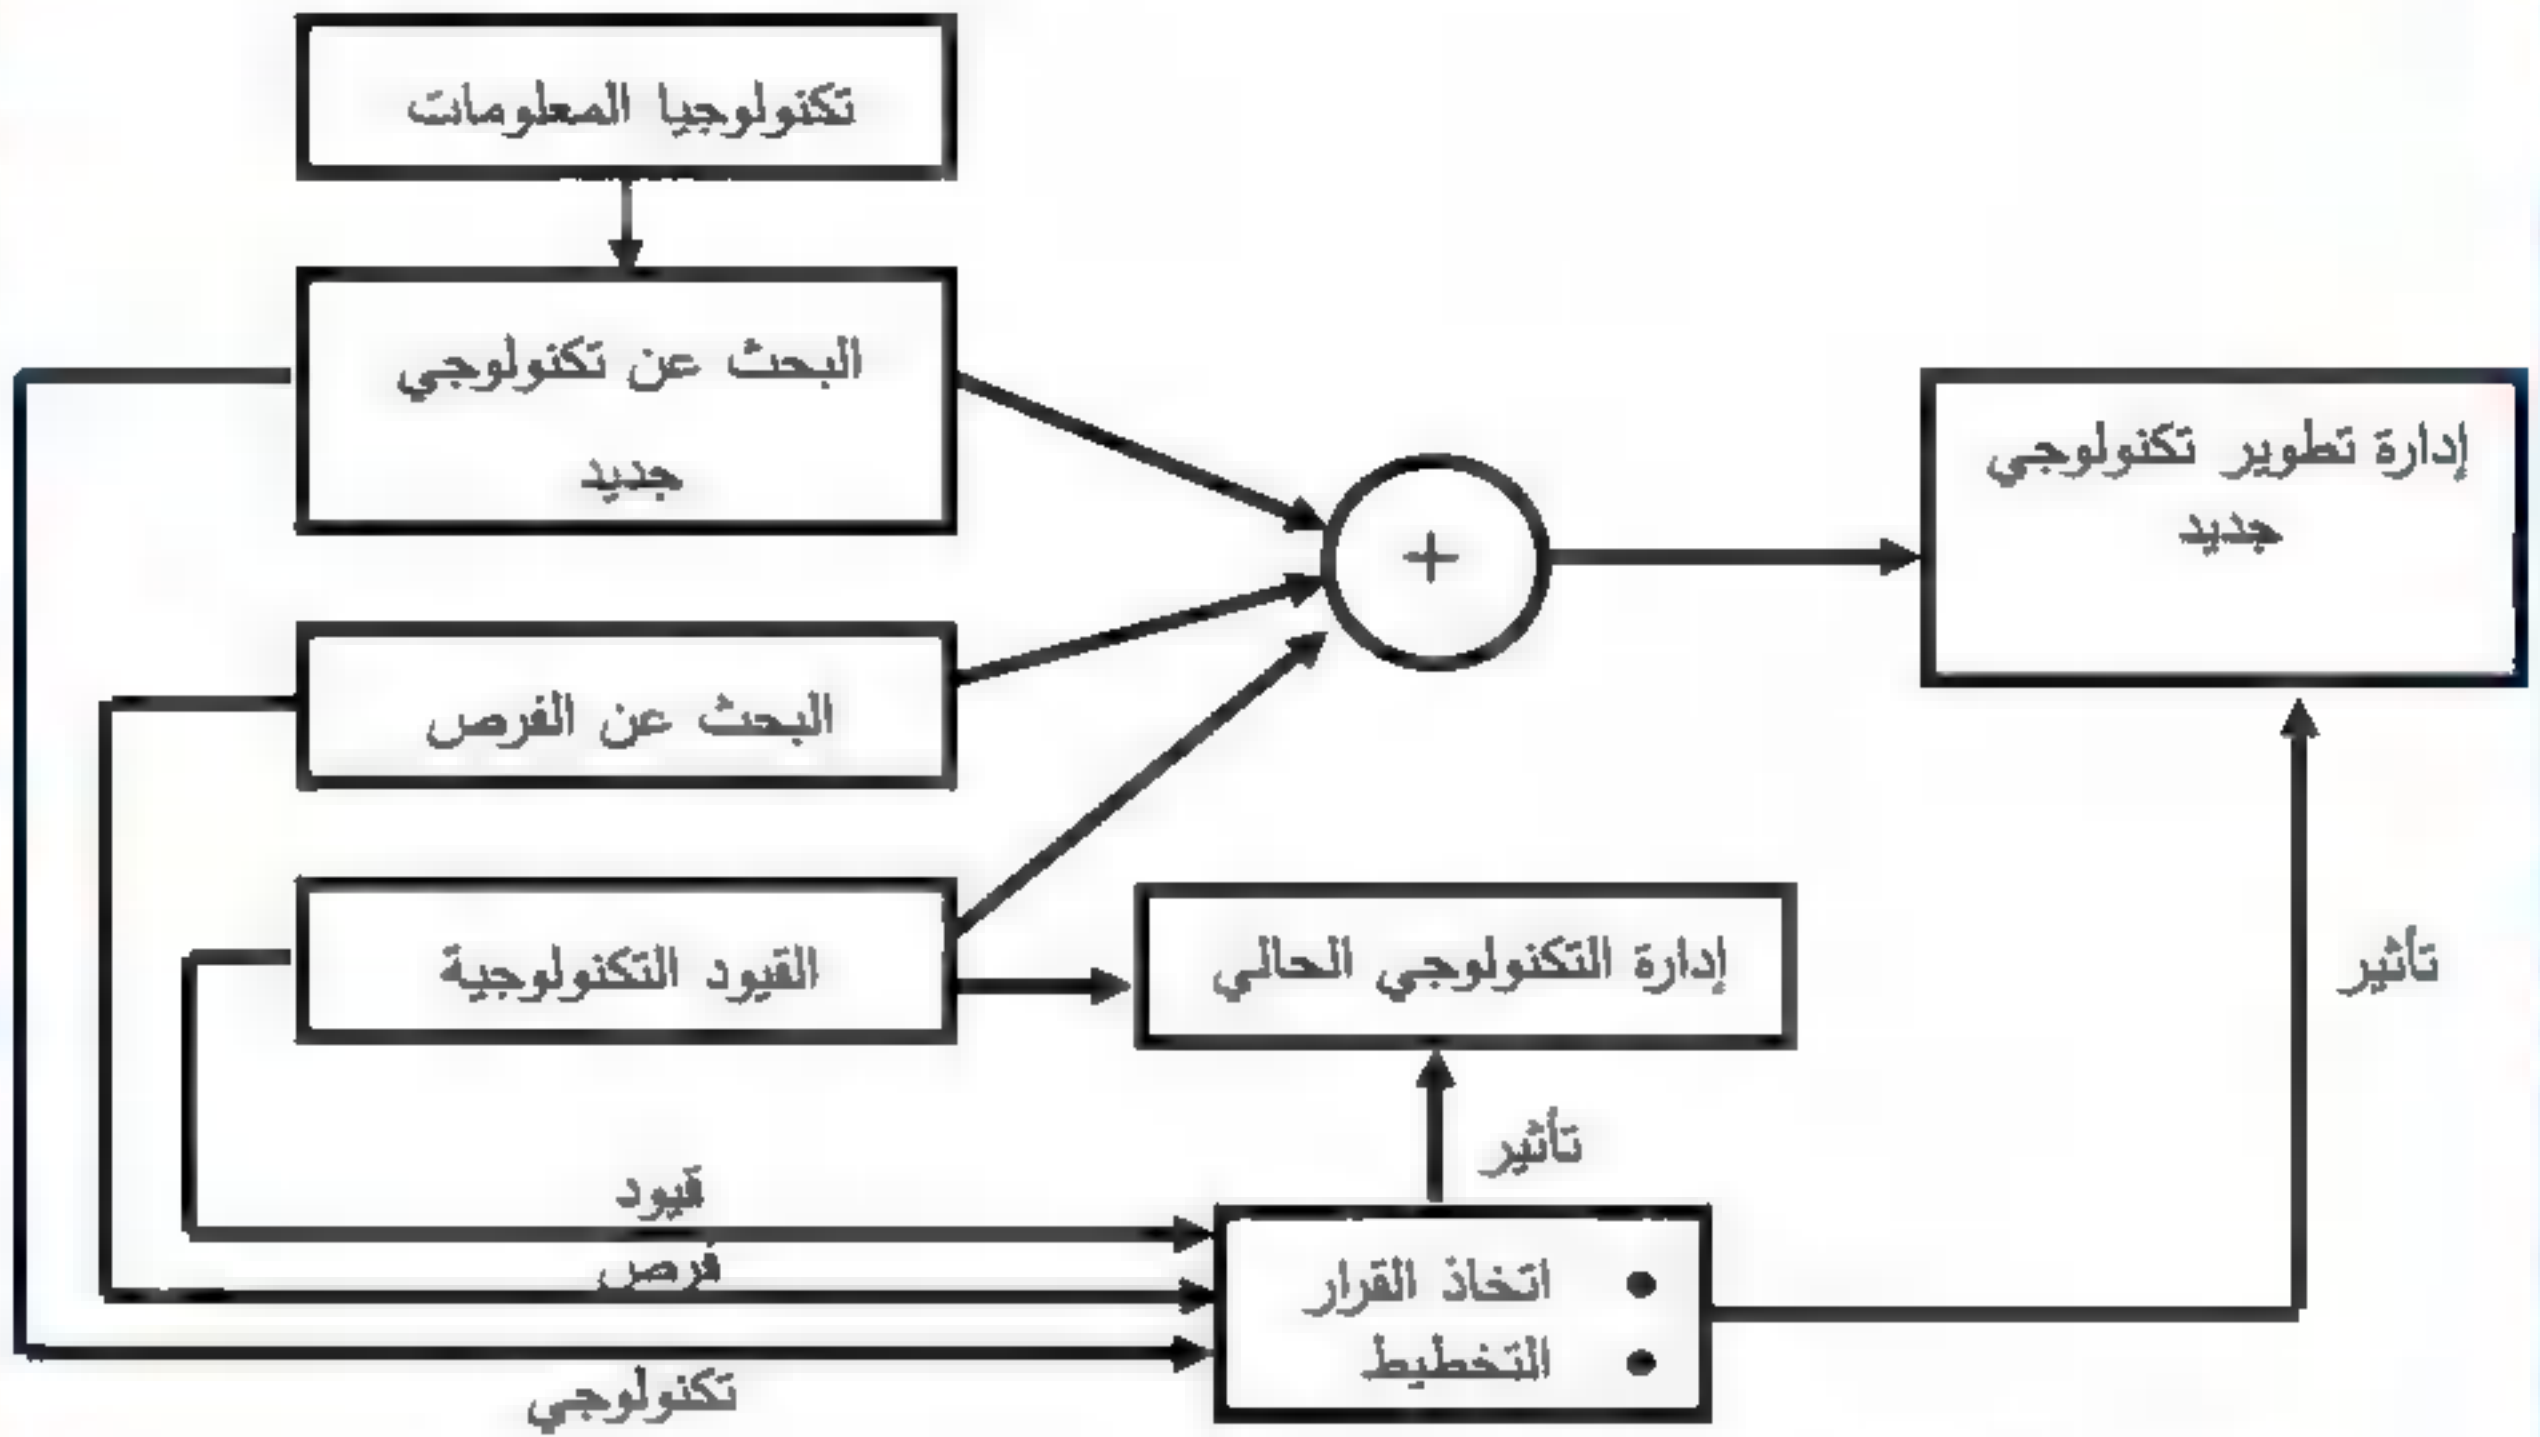 تكنولوجيا المعلومات
البحث عن تكنولوجي
جديد
+
إدارة تطوير تكنولوجي
جديد
البحث عن الفرص
القيود التكنولوجية
إدارة التكنولوجي الحالي
تأثير
تأثير
قيود
فرص
تكنولوجي
• اتخاذ القرار
• التخطيط